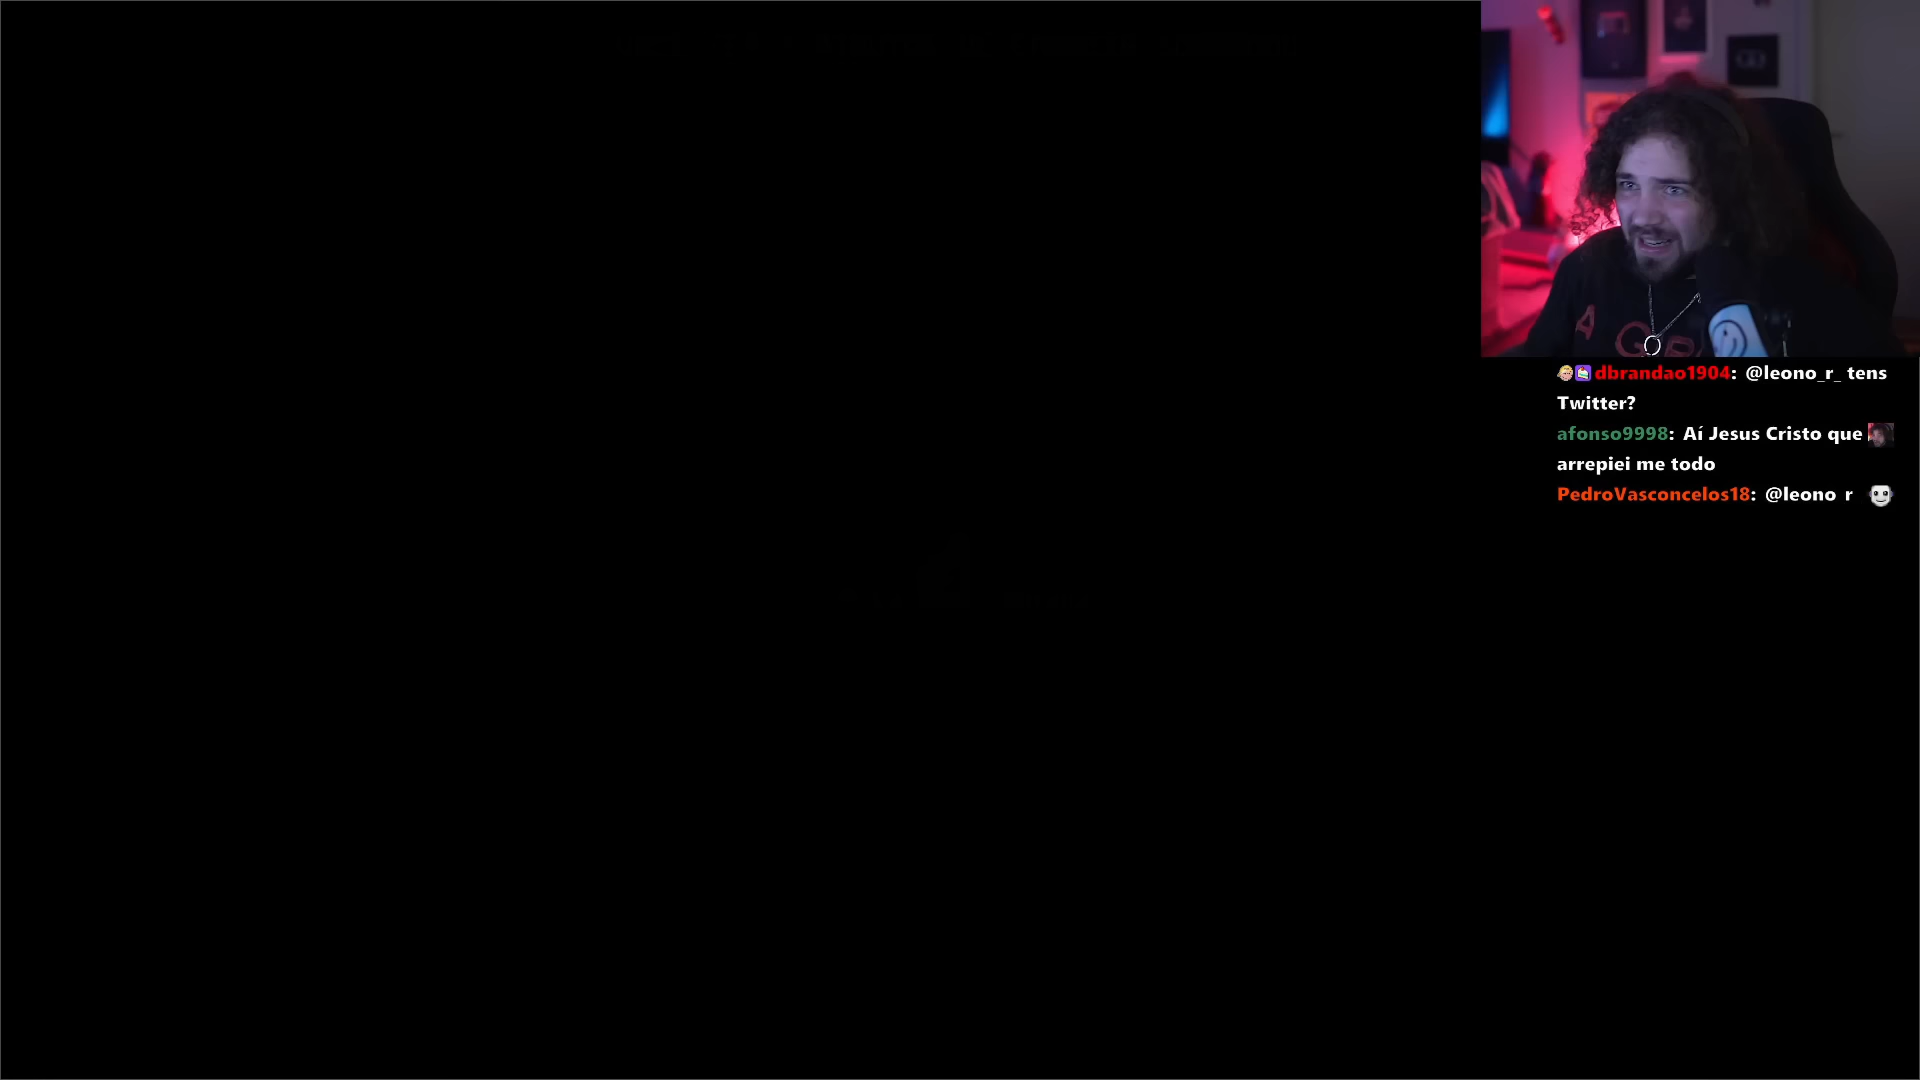 dbrandao1904: @leono_r_ tens
Twitter?
afonso9998: Aí Jesus Cristo que
arrepiei me todo
PedroVasconcelos18: @leono r